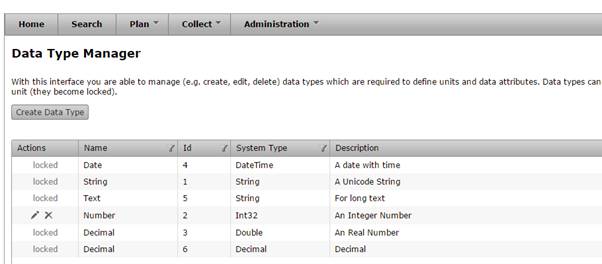 Home Search Plan Collect Administration
Data Type Manager
With this interface you are able to manage (e.g. create, edit, delete) data types which are required to define units and data attributes. Data types can
unit (they become locked).
Create Data Type
Actions Name Id System Type Description
locked Date 4 DateTime A date with time
locked String 1 String A Unicode String
locked Text 5 String For long text
Number 2 Int32 An Integer Number
locked Decimal 3 Double An Real Number
locked Decimal 6 Decimal Decimal